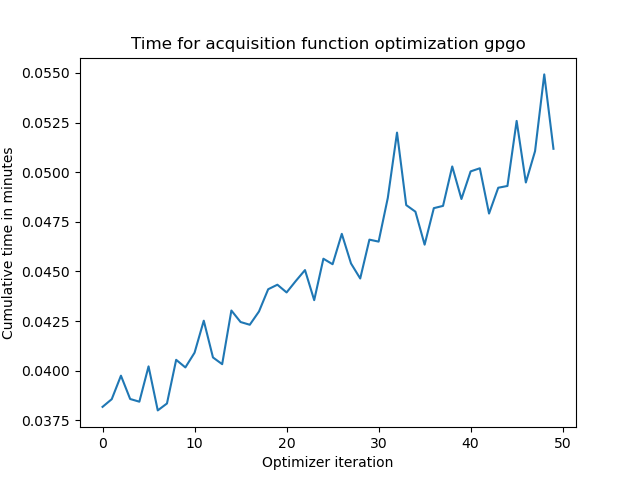 Time for acquisition function optimization gpgo
Cumulative time in minutes
0.0550
0.0525
0.0500
0.0475
0.0450
0.0425
0.0400
0.0375
0 10 20 30 40 50
Optimizer iteration